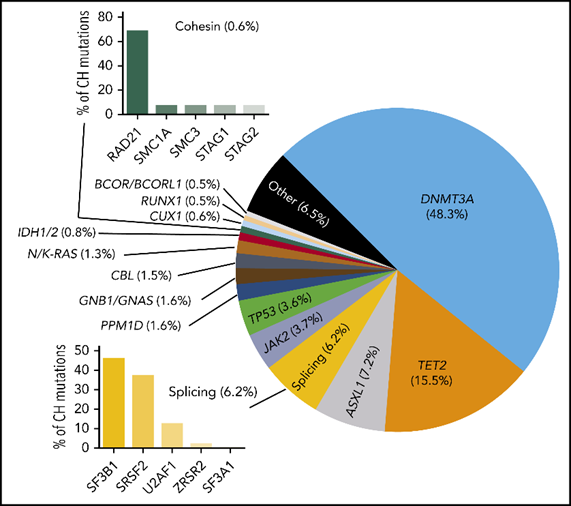 % of CH mutations
80
60
40
20
0
Cohesin (0.6%)
RAD21
SMC1A
SMC3
STAG1
STAG2
BCOR/BCORL1 (0.5%)
RUNX1 (0.5%)
CUX1 (0.6%)
IDH1/2 (0.8%)
N/K-RAS (1.3%)
CBL (1.5%)
GNB1/GNAS (1.6%)
PPM1D (1.6%)
Other (6.5%)
DNMT3A
(48.3%)
TP53 (3.6%)
JAK2 (3.7%)
Splicing (6.2%)
ASXL1 (7.2%)
TET2
(15.5%)
% of CH mutations
50
40
30
20
10
0
Splicing (6.2%)
SF3B1
SRSF2
U2AF1
ZRSR2
SF3A1